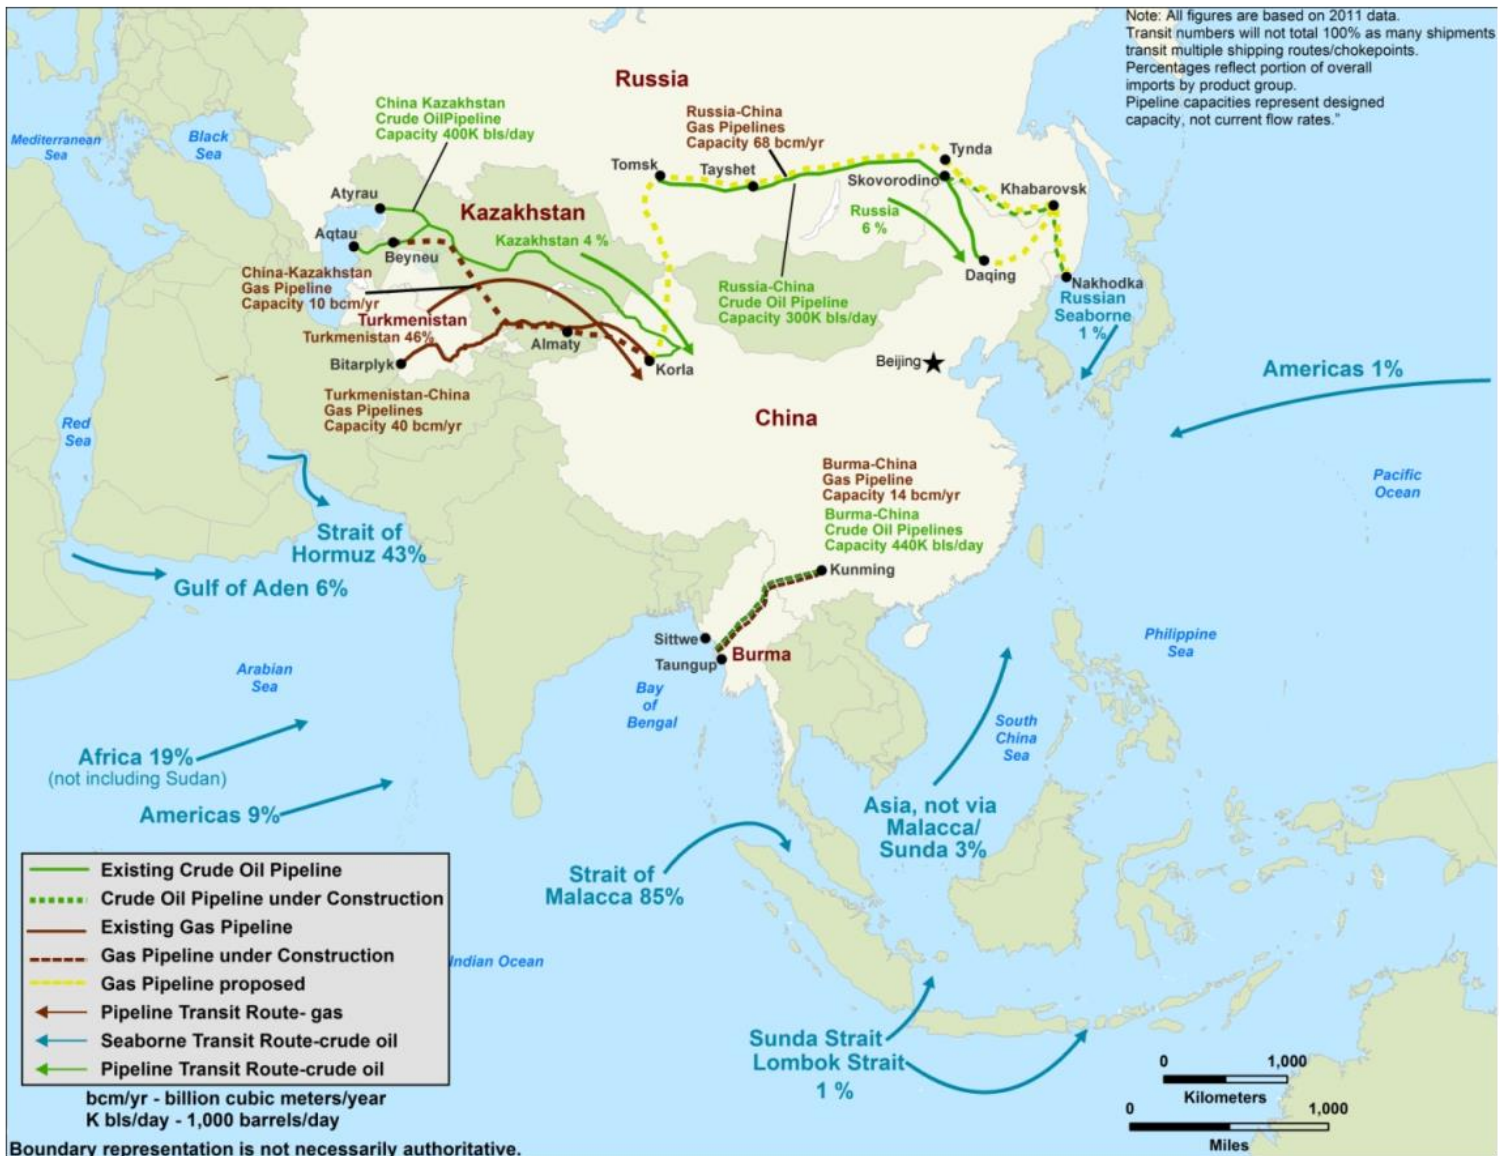 Note: All figures are based on 2011 data.
Transit numbers will not total 100% as many shipments
transit multiple shipping routes/chokepoints.
Percentages reflect portion of overall
imports by product group.
Pipeline capacities represent designed
capacity, not current flow rates."
Russia
China Kazakhstan
Crude OilPipeline
Capacity 400K bls/day
Russia-China
Gas Pipelines
Capacity 68 bcm/yr
Mediterranean
Sea
Black
Sea
Tomsk
Tayshet
Tynda
Skovorodino
Khabarovsk
Atyrau
Kazakhstan
Russia
6 %
Aqtau
Kazakhstan 4 %
Beyneu
Daqing
Nakhodka
China-Kazakhstan
Gas Pipeline
Capacity 10 bcm/yr
Russia-China
Crude Oil Pipeline
Capacity 300K bls/day
Russian
Seaborne
1 %
Turkmenistan
Turkmenistan 46%
Almaty
Bitarplyk
Korla
Beijing
Americas 1%
Turkmenistan-China
Gas Pipelines
Capacity 40 bcm/yr
China
Red
Sea
Burma-China
Gas Pipeline
Capacity 14 bcm/yr
Burma-China
Crude Oil Pipelines
Capacity 440K bls/day
Pacific
Ocean
Strait of
Hormuz 43%
Gulf of Aden 6%
Kunming
Sittwe
Taungup
Burma
Philippine
Sea
Arabian
Sea
Bay
of
Bengal
South
China
Sea
Africa 19%
(not including Sudan)
Americas 9%
Asia, not via
Malacca/
Sunda 3%
Strait of
Malacca 85%
Existing Crude Oil Pipeline
Crude Oil Pipeline under Construction
Existing Gas Pipeline
Gas Pipeline under Construction
Gas Pipeline proposed
Pipeline Transit Route- gas
Seaborne Transit Route-crude oil
Pipeline Transit Route-crude oil
Indian Ocean
Sunda Strait
Lombok Strait
1 %
0 1,000
Kilometers
0 1,000
Miles
bcm/yr - billion cubic meters/year
K bls/day - 1,000 barrels/day
Boundary representation is not necessarily authoritative.